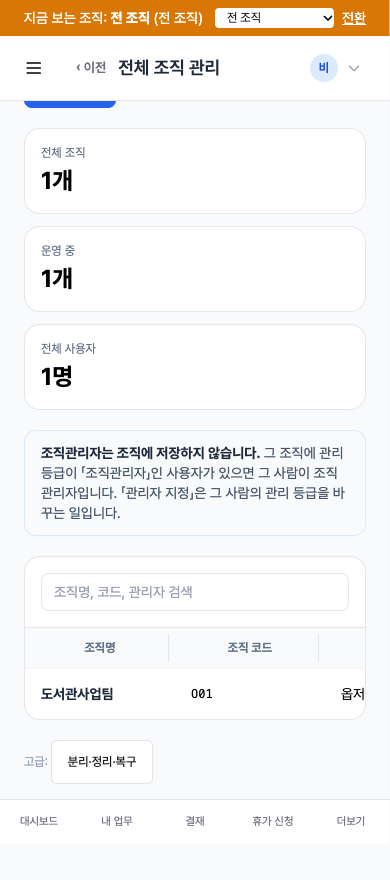 지금 보는 조직: 전 조직 (전 조직) 전 조직 전환
‹ 이전 전체 조직 관리 비
전체 조직
1개
운영 중
1개
전체 사용자
1명
조직관리자는 조직에 저장하지 않습니다. 그 조직에 관리
등급이 「조직관리자」인 사용자가 있으면 그 사람이 조직
관리자입니다. 「관리자 지정」은 그 사람의 관리 등급을 바
꾸는 일입니다.
조직명, 코드, 관리자 검색
조직명 조직 코드
도서관사업팀 001 옵저
고급: 분리·정리·복구
대시보드 내 업무 결재 휴가 신청 더보기